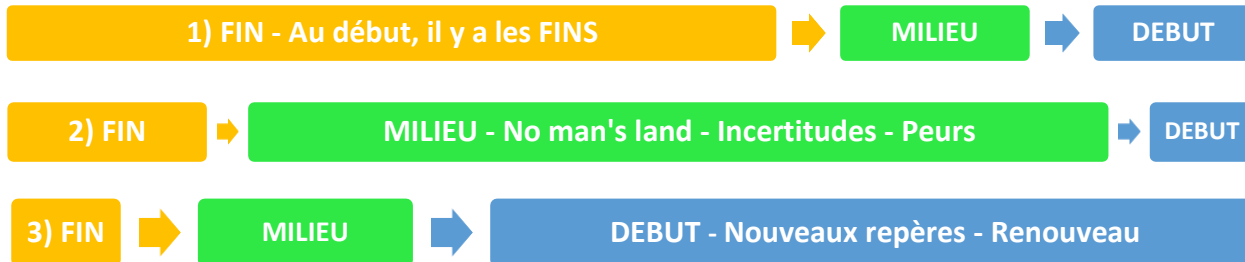 1) FIN - Au début, il y a les FINS MILIEU DEBUT
2) FIN MILIEU - No man's land - Incertitudes - Peurs DEBUT
3) FIN MILIEU DEBUT - Nouveaux repères - Renouveau